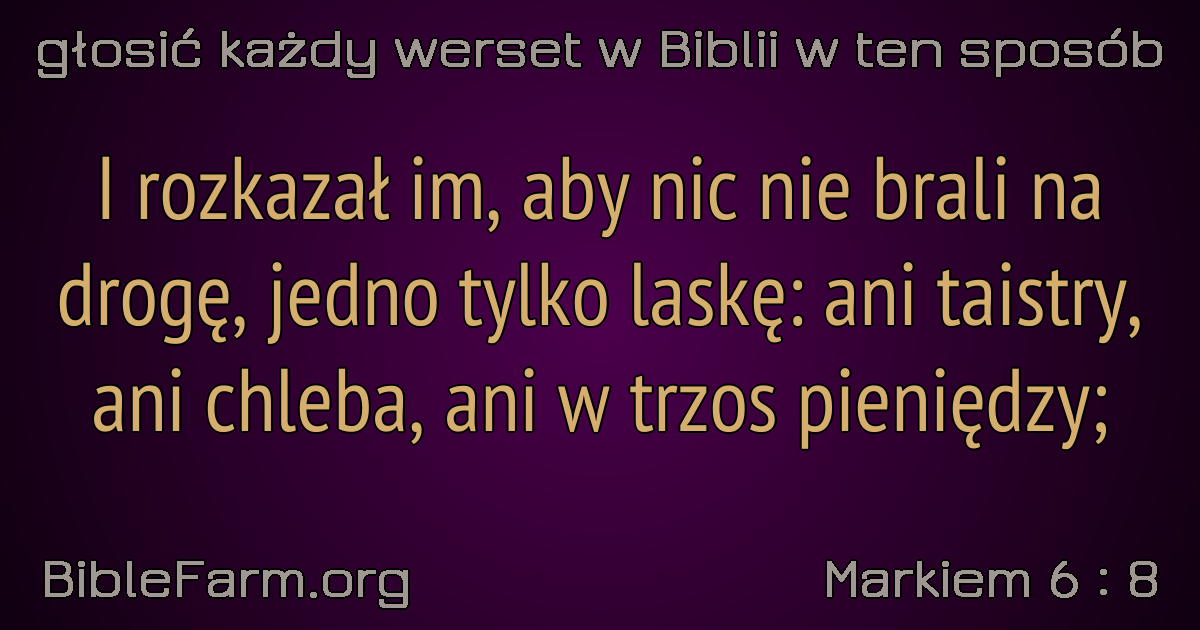 głosić każdy werset w Biblii w ten sposób
I rozkazał im, aby nic nie brali na
drogę, jedno tylko laskę: ani taistry,
ani chleba, ani w trzos pieniędzy;
BibleFarm.org
Markiem 6 : 8